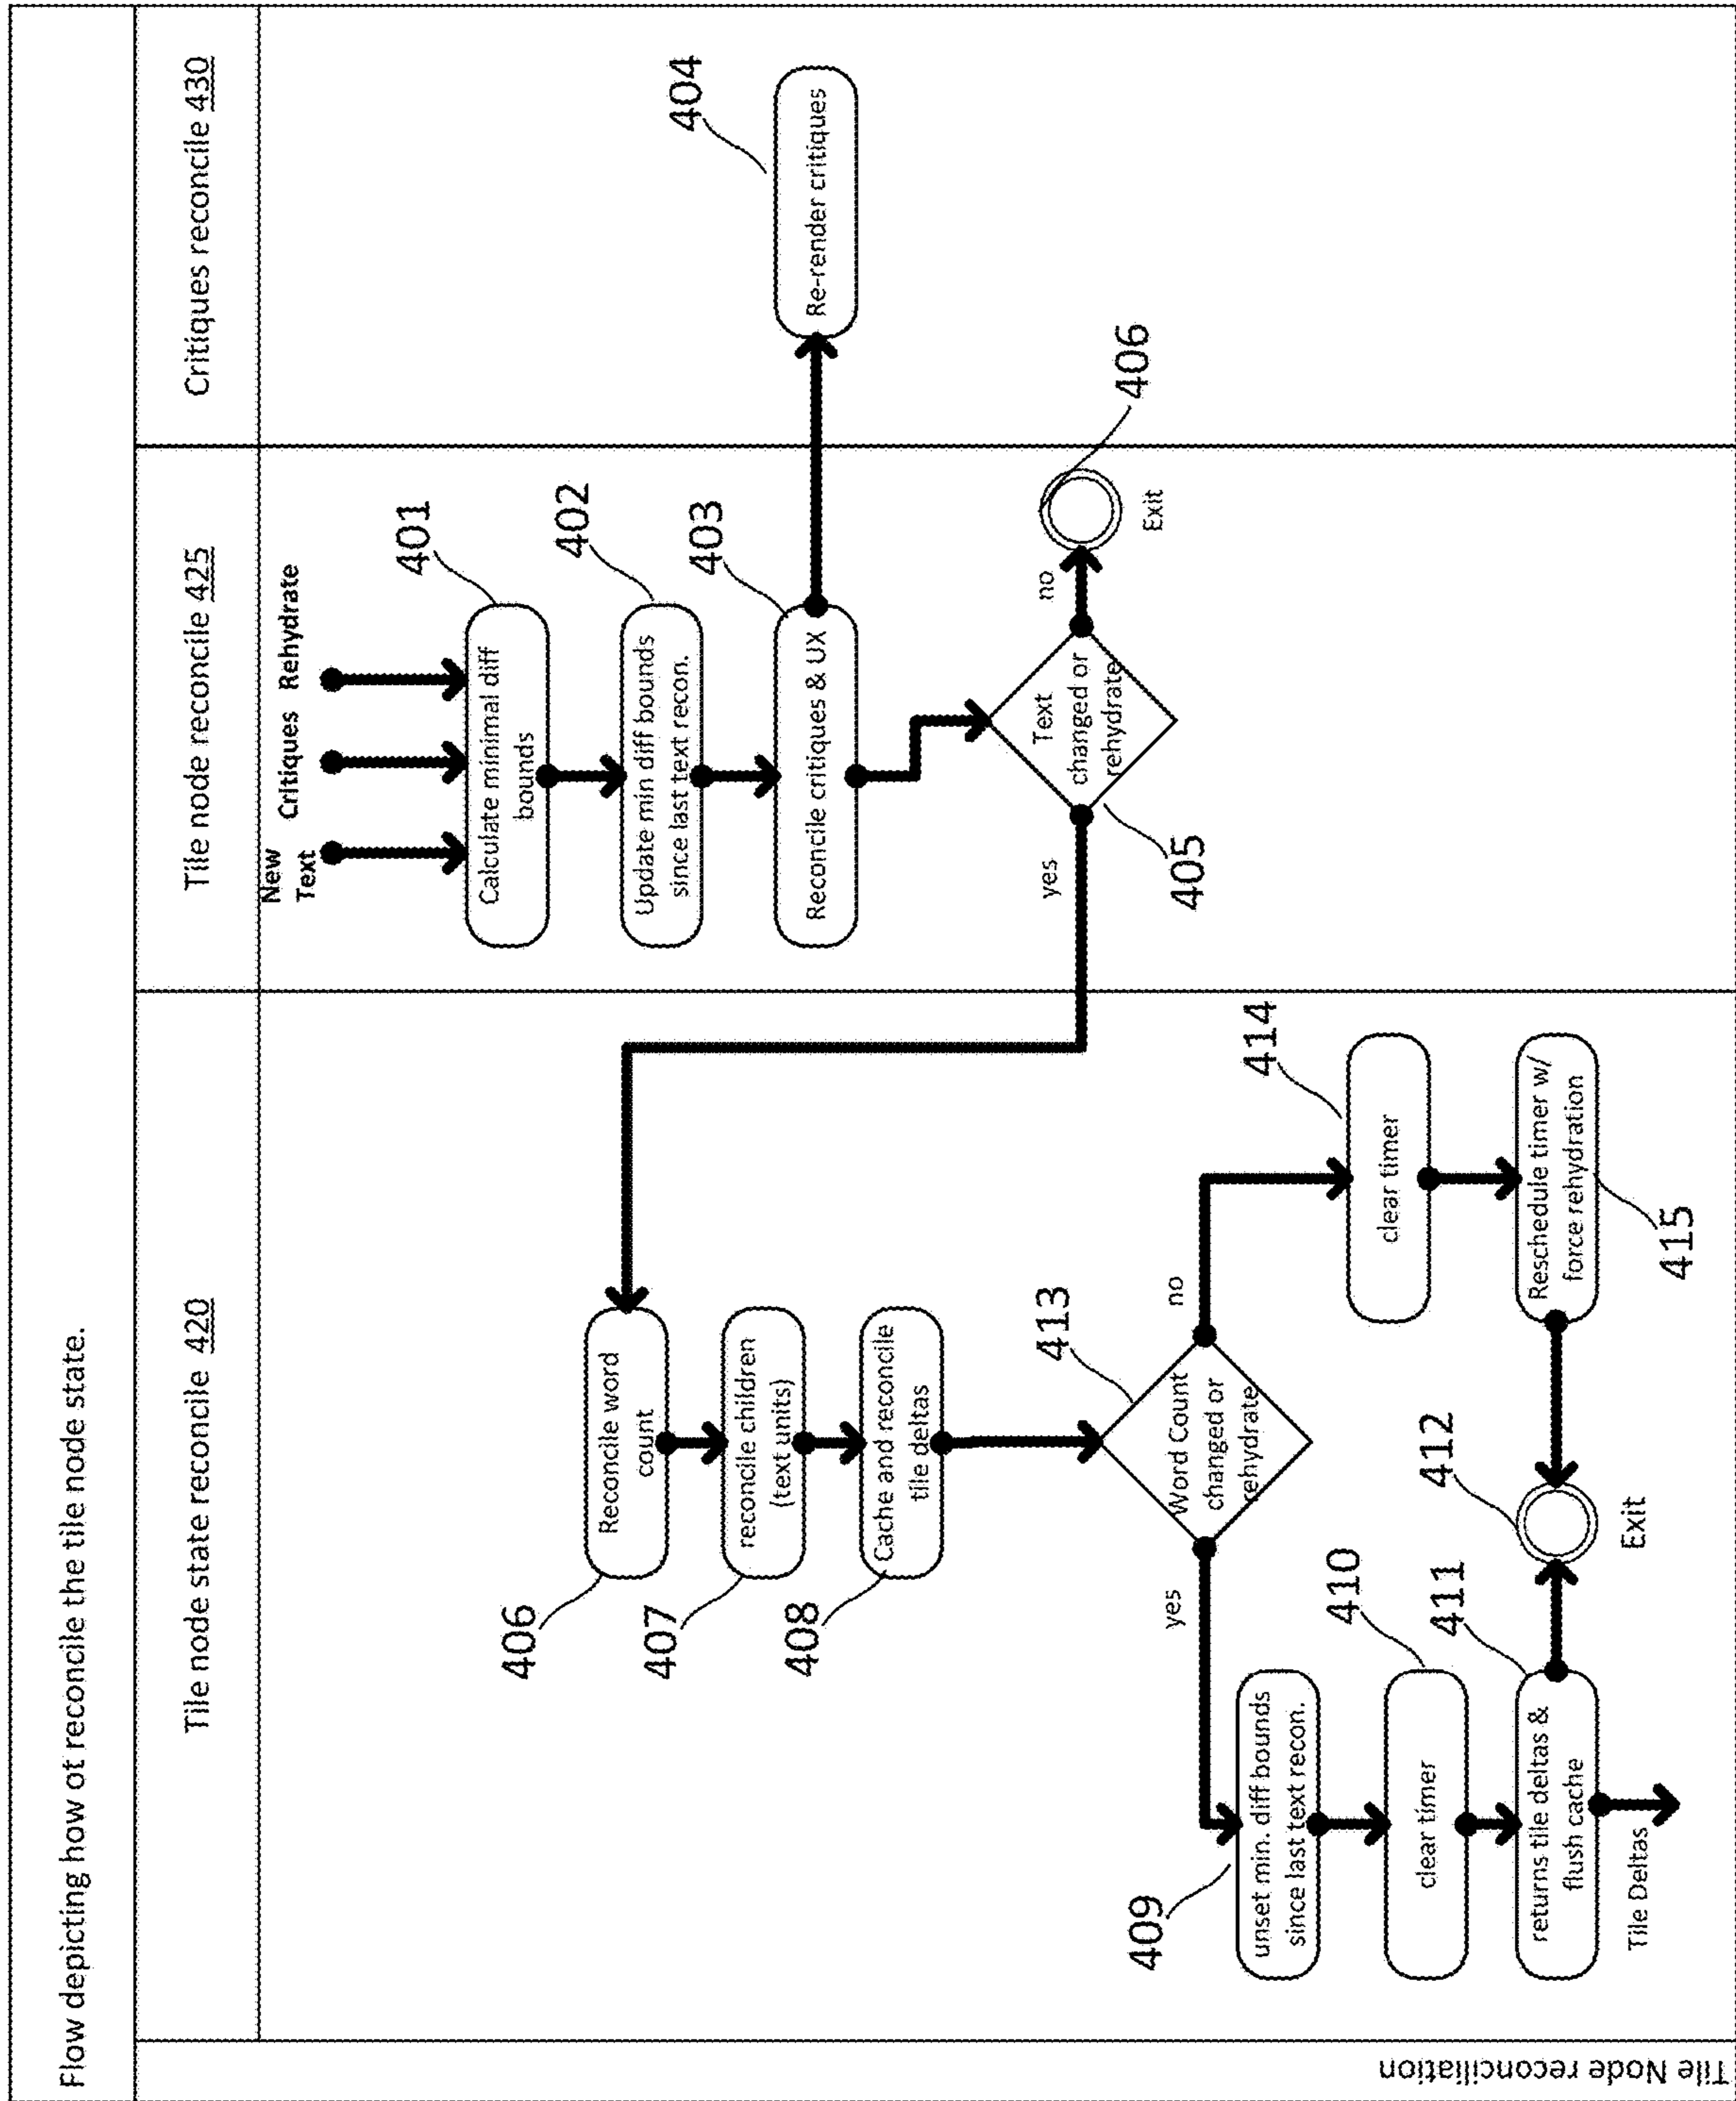 Flow depicting how ot reconcile the tile node state.
Tile Node reconciliation
Tile node state reconcile 420
Tile node reconcile 425
Critiques reconcile 430
New
Text
Critiques
Rehydrate
401
Calculate minimal diff
bounds
402
Update min diff bounds
since last text recon.
403
Reconcile critiques & UX
404
Re-render critiques
Text
changed or
rehydrate
405
no
406
Exit
yes
Reconcile word
count
406
reconcile children
(text units)
407
Cache and reconcile
tile deltas
408
413
Word Count
changed or
rehydrate
yes
no
409
unset min. diff bounds
since last text recon.
410
clear timer
411
returns tile deltas &
flush cache
Tile Deltas
412
Exit
414
clear timer
Reschedule timer w/
force rehydration
415